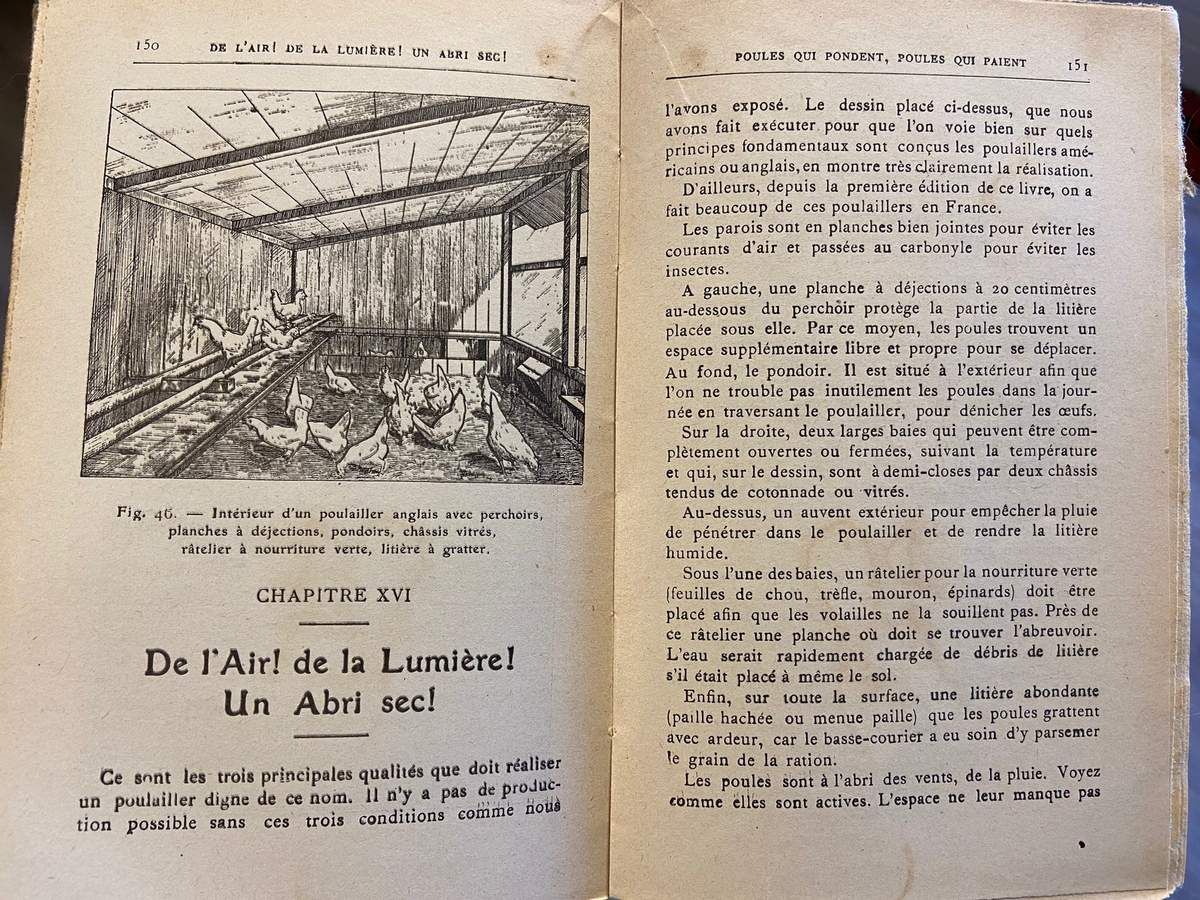 150 DE L'AIR! DE LA LUMIÈRE! UN ABRI SEC!
Fig. 46. — Intérieur d'un poulailler anglais avec perchoirs,
planches à déjections, pondoirs, châssis vitrés,
râtelier à nourriture verte, litière à gratter.
CHAPITRE XVI
De l'Air! de la Lumière!
Un Abri sec!
Ce sont les trois principales qualités que doit réaliser
un poulailler digne de ce nom. Il n'y a pas de produc-
tion possible sans ces trois conditions comme nous
POULES QUI PONDENT, POULES QUI PAIENT 151
l'avons exposé. Le dessin placé ci-dessus, que nous
avons fait exécuter pour que l'on voie bien sur quels
principes fondamentaux sont conçus les poulaillers amé-
ricains ou anglais, en montre très clairement la réalisation.
D'ailleurs, depuis la première édition de ce livre, on a
fait beaucoup de ces poulaillers en France.
Les parois sont en planches bien jointes pour éviter les
courants d'air et passées au carbonyle pour éviter les
insectes.
A gauche, une planche à déjections à 20 centimètres
au-dessous du perchoir protège la partie de la litière
placée sous elle. Par ce moyen, les poules trouvent un
espace supplémentaire libre et propre pour se déplacer.
Au fond, le pondoir. Il est situé à l'extérieur afin que
l'on ne trouble pas inutilement les poules dans la jour-
née en traversant le poulailler, pour dénicher les œufs.
Sur la droite, deux larges baies qui peuvent être com-
plètement ouvertes ou fermées, suivant la température
et qui, sur le dessin, sont à demi-closes par deux châssis
tendus de cotonnade ou vitrés.
Au-dessus, un auvent extérieur pour empêcher la pluie
de pénétrer dans le poulailler et de rendre la litière
humide.
Sous l'une des baies, un râtelier pour la nourriture verte
(feuilles de chou, trèfle, mouron, épinards) doit être
placé afin que les volailles ne la souillent pas. Près de
ce râtelier une planche où doit se trouver l'abreuvoir.
L'eau serait rapidement chargée de débris de litière
s'il était placé à même le sol.
Enfin, sur toute la surface, une litière abondante
(paille hachée ou menue paille) que les poules grattent
avec ardeur, car le basse-courier a eu soin d'y parsemer
le grain de la ration.
Les poules sont à l'abri des vents, de la pluie. Voyez
comme elles sont actives. L'espace ne leur manque pas